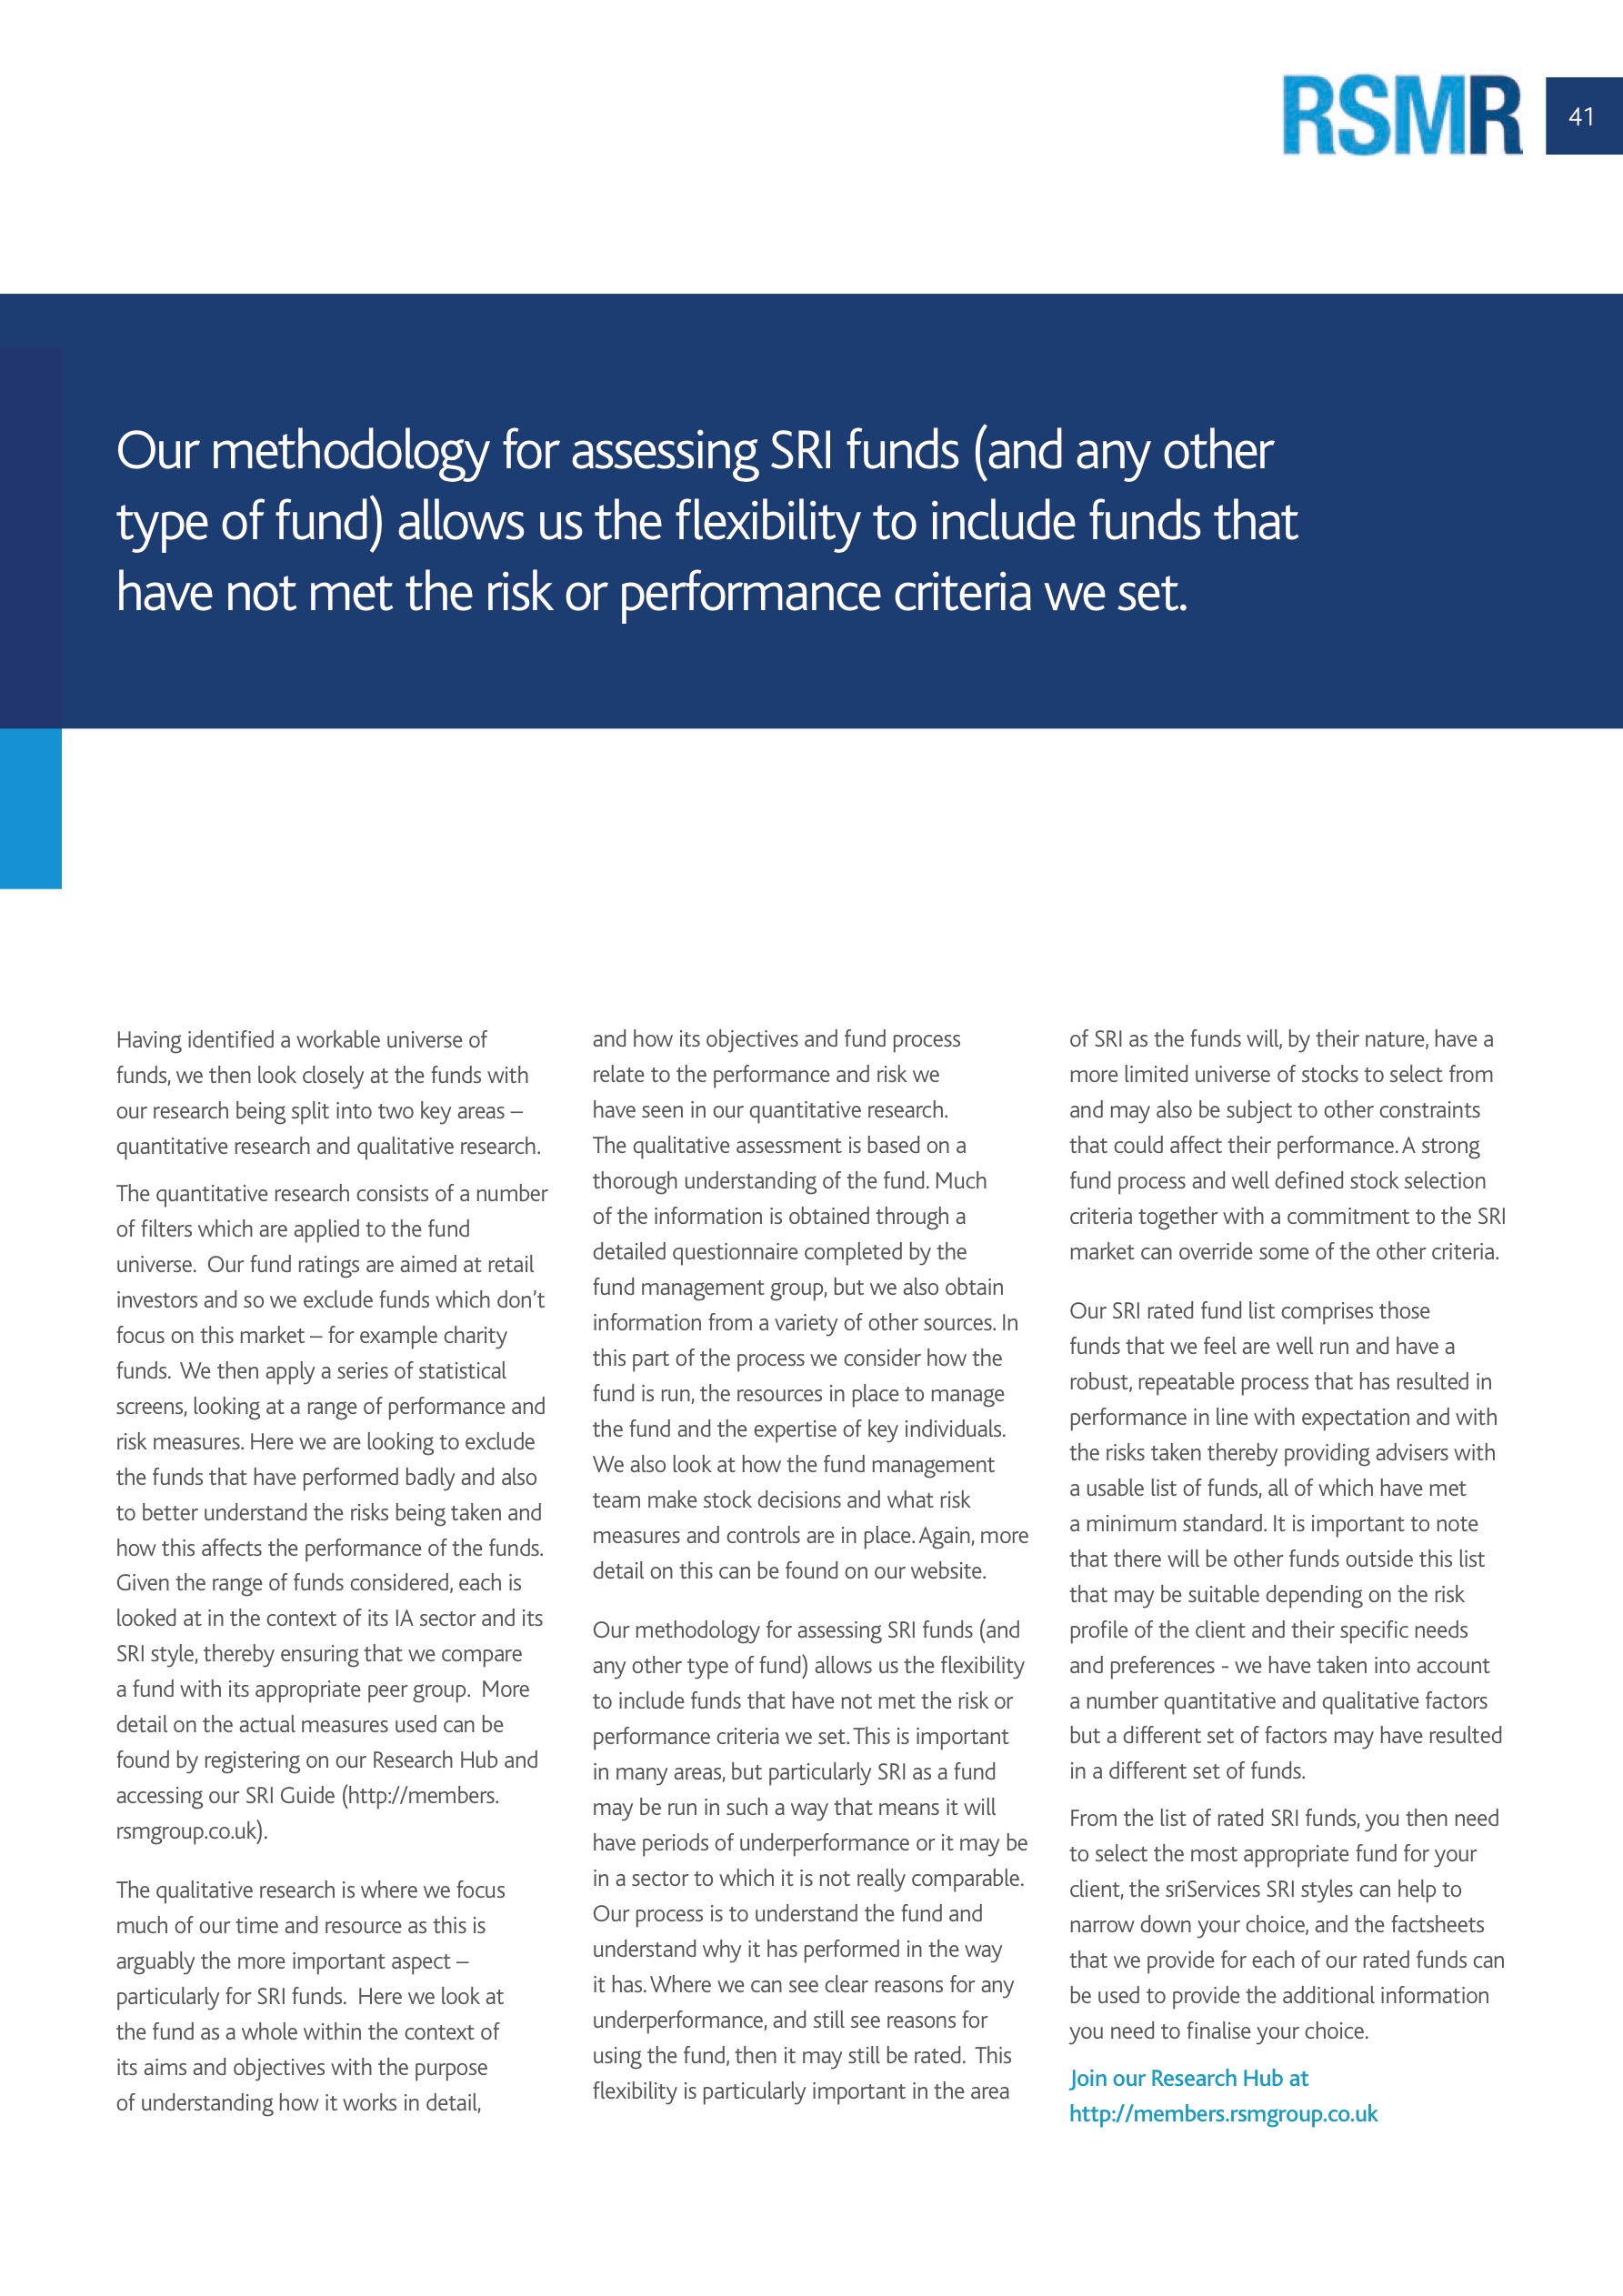 RSMR
41
Our methodology for assessing SRI funds (and any other
type of fund) allows us the flexibility to include funds that
have not met the risk or performance criteria we set.
Having identified a workable universe of
funds, we then look closely at the funds with
our research being split into two key areas –
quantitative research and qualitative research.
The quantitative research consists of a number
of filters which are applied to the fund
universe.  Our fund ratings are aimed at retail
investors and so we exclude funds which don’t
focus on this market – for example charity
funds.  We then apply a series of statistical
screens, looking at a range of performance and
risk measures. Here we are looking to exclude
the funds that have performed badly and also
to better understand the risks being taken and
how this affects the performance of the funds.
Given the range of funds considered, each is
looked at in the context of its IA sector and its
SRI style, thereby ensuring that we compare
a fund with its appropriate peer group.  More
detail on the actual measures used can be
found by registering on our Research Hub and
accessing our SRI Guide (http://members.
rsmgroup.co.uk).
The qualitative research is where we focus
much of our time and resource as this is
arguably the more important aspect –
particularly for SRI funds.  Here we look at
the fund as a whole within the context of
its aims and objectives with the purpose
of understanding how it works in detail,
and how its objectives and fund process
relate to the performance and risk we
have seen in our quantitative research.
The qualitative assessment is based on a
thorough understanding of the fund. Much
of the information is obtained through a
detailed questionnaire completed by the
fund management group, but we also obtain
information from a variety of other sources. In
this part of the process we consider how the
fund is run, the resources in place to manage
the fund and the expertise of key individuals.
We also look at how the fund management
team make stock decisions and what risk
measures and controls are in place. Again, more
detail on this can be found on our website.
Our methodology for assessing SRI funds (and
any other type of fund) allows us the flexibility
to include funds that have not met the risk or
performance criteria we set. This is important
in many areas, but particularly SRI as a fund
may be run in such a way that means it will
have periods of underperformance or it may be
in a sector to which it is not really comparable.
Our process is to understand the fund and
understand why it has performed in the way
it has. Where we can see clear reasons for any
underperformance, and still see reasons for
using the fund, then it may still be rated.  This
flexibility is particularly important in the area
of SRI as the funds will, by their nature, have a
more limited universe of stocks to select from
and may also be subject to other constraints
that could affect their performance. A strong
fund process and well defined stock selection
criteria together with a commitment to the SRI
market can override some of the other criteria.
Our SRI rated fund list comprises those
funds that we feel are well run and have a
robust, repeatable process that has resulted in
performance in line with expectation and with
the risks taken thereby providing advisers with
a usable list of funds, all of which have met
a minimum standard. It is important to note
that there will be other funds outside this list
that may be suitable depending on the risk
profile of the client and their specific needs
and preferences - we have taken into account
a number quantitative and qualitative factors
but a different set of factors may have resulted
in a different set of funds.
From the list of rated SRI funds, you then need
to select the most appropriate fund for your
client, the sriServices SRI styles can help to
narrow down your choice, and the factsheets
that we provide for each of our rated funds can
be used to provide the additional information
you need to finalise your choice.
Join our Research Hub at
http://members.rsmgroup.co.uk